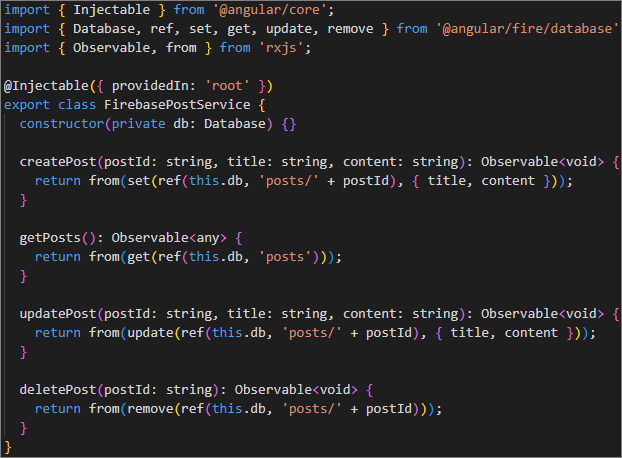 import { Injectable } from '@angular/core';
import { Database, ref, set, get, update, remove } from '@angular/fire/database'
import { Observable, from } from 'rxjs';
@Injectable({ providedIn: 'root' })
export class FirebasePostService {
constructor(private db: Database) {}
createPost(postId: string, title: string, content: string): Observable<void> {
return from(set(ref(this.db, 'posts/' + postId), { title, content }));
}
getPosts(): Observable<any> {
return from(get(ref(this.db, 'posts')));
}
updatePost(postId: string, title: string, content: string): Observable<void> {
return from(update(ref(this.db, 'posts/' + postId), { title, content }));
}
deletePost(postId: string): Observable<void> {
return from(remove(ref(this.db, 'posts/' + postId)));
}
}